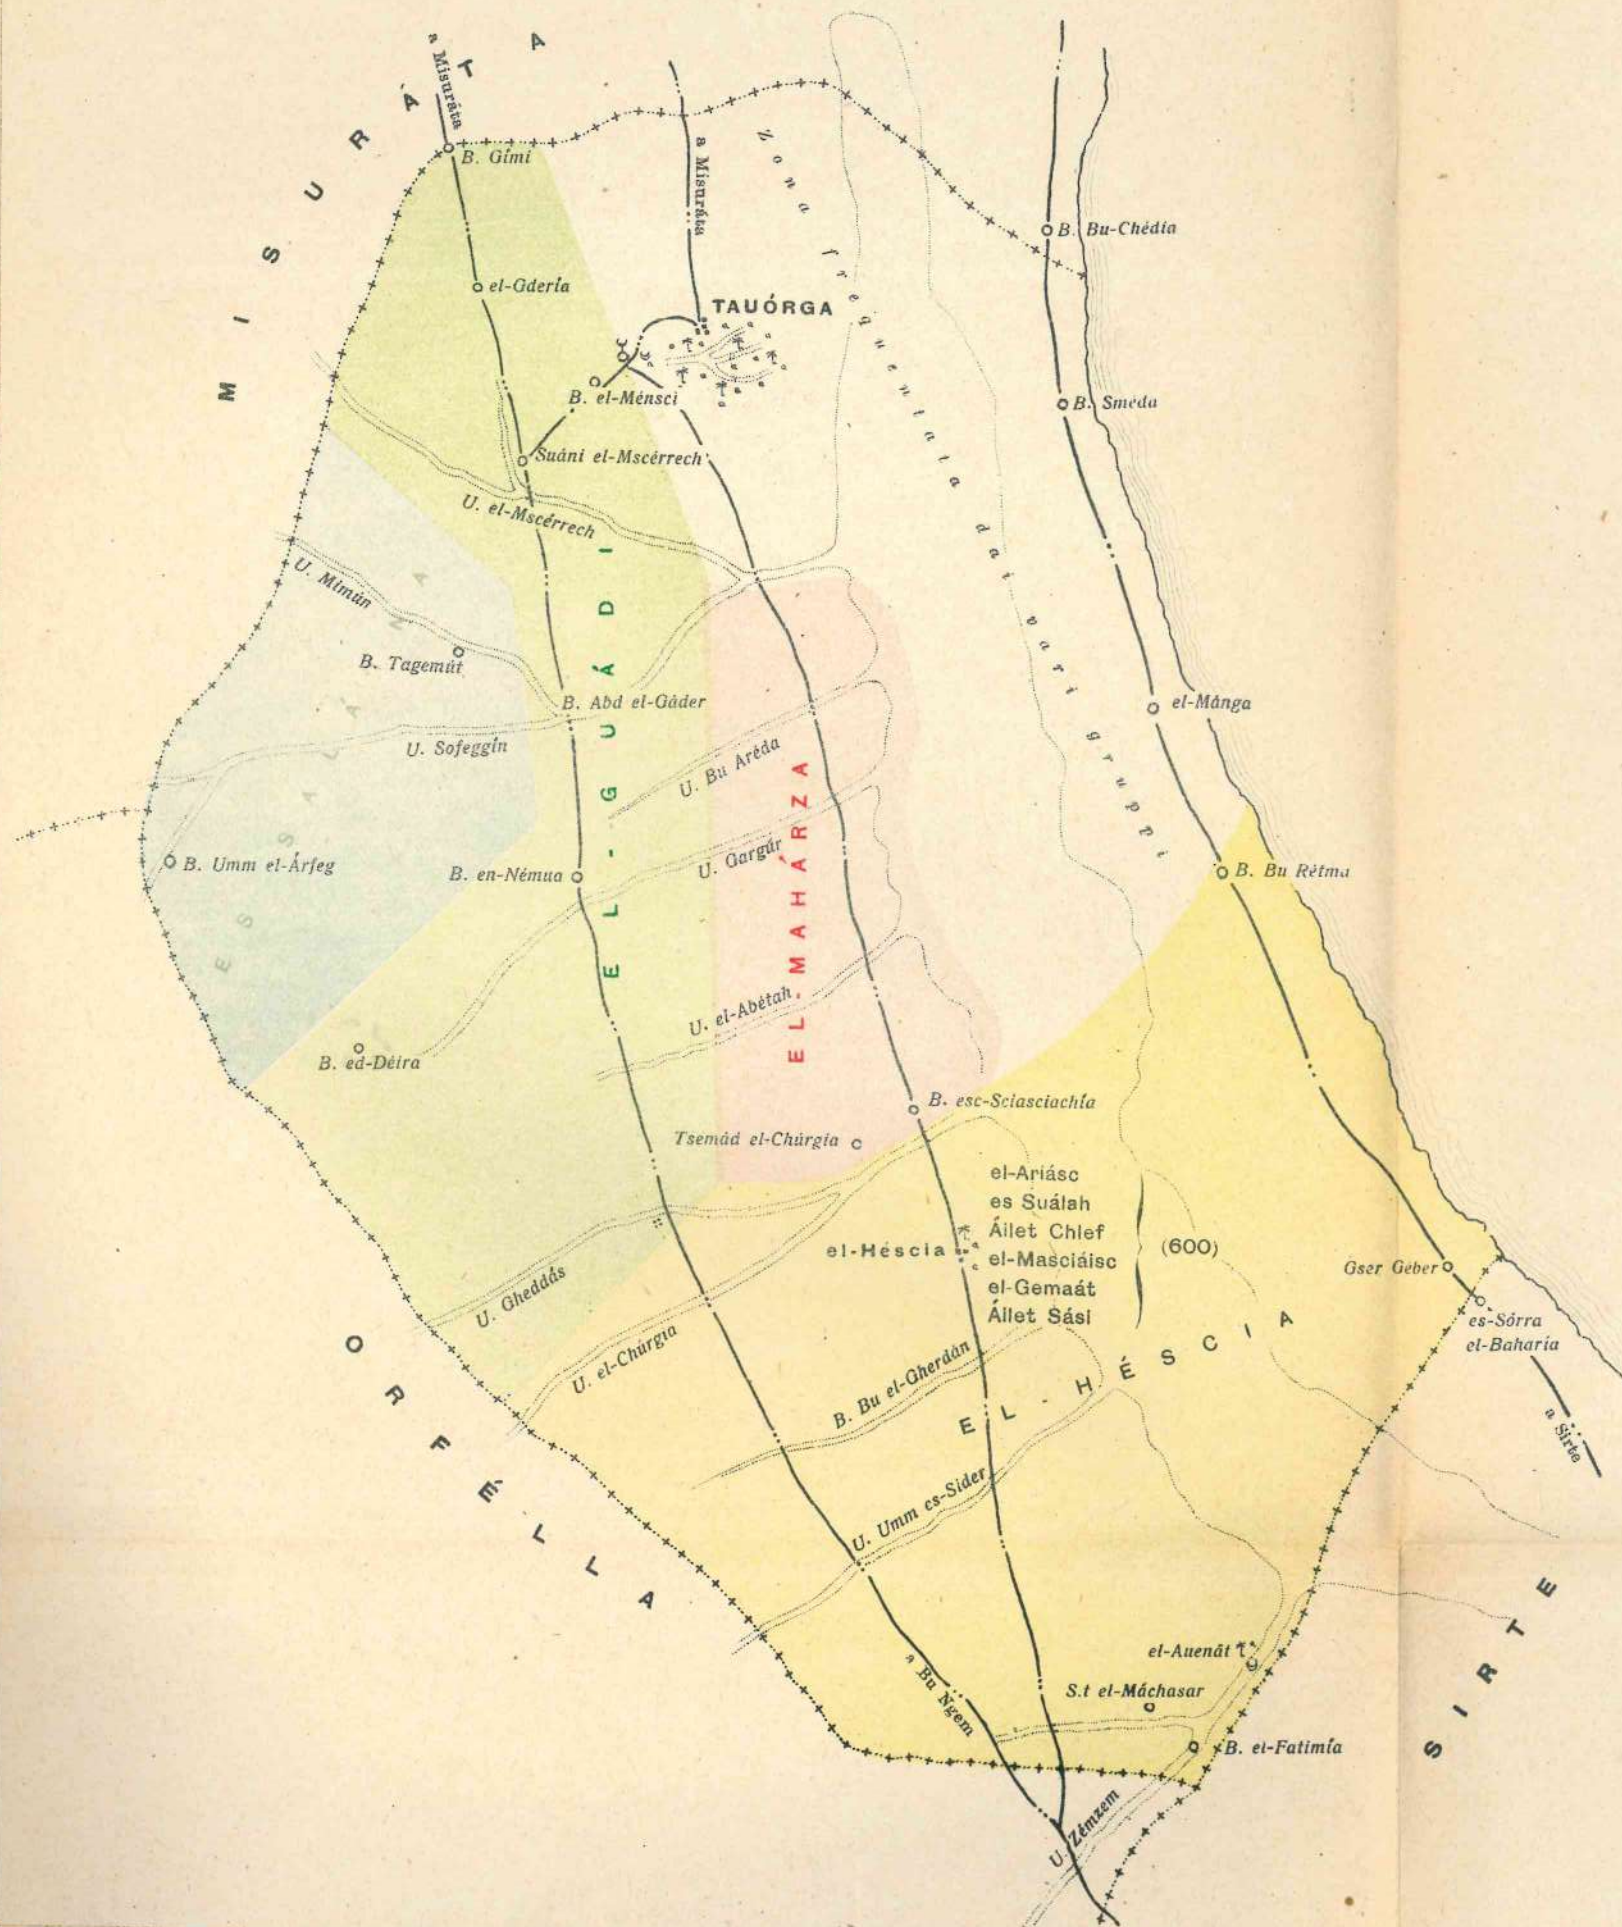 MISURÁTA
a Misuráta
a Misuráta
B. Gími
Zona frequentata dai vari gruppi
B. Bu-Chédia
el-Gdería
TAUÓRGA
B. el-Ménsci
B. Sméda
Suáni el-Mscérrech
U. el-Mscérrech
U. Mimún
B. Tagemút
B. Abd el-Gáder
el-Mánga
U. Sofeggín
ES SAÁCANA
EL-GUÁDI
U. Bu Aréda
EL MAHÁRZA
B. Umm el-Árfeg
B. en-Némua
U. Gargúr
B. Bu Rétma
U. el-Abétah
B. ed-Déira
B. esc-Sciasciachía
Tsemád el-Chúrgia
el-Ariásc
es Suálah
Áilet Chlef
el-Masciáisc
el-Gemaát
Áilet Sási
(600)
el-Héscia
Gser Géber
es-Sórra
el-Baharía
U. Gheddás
U. el-Chúrgia
B. Bu el-Gherdán
EL-HÉSCIA
a Sirte
ORFÉLLA
U. Umm es-Sider
a Bu Ngem
el-Auenát
S.t el-Máchasar
B. el-Fatimía
SIRTE
U. Zémzem